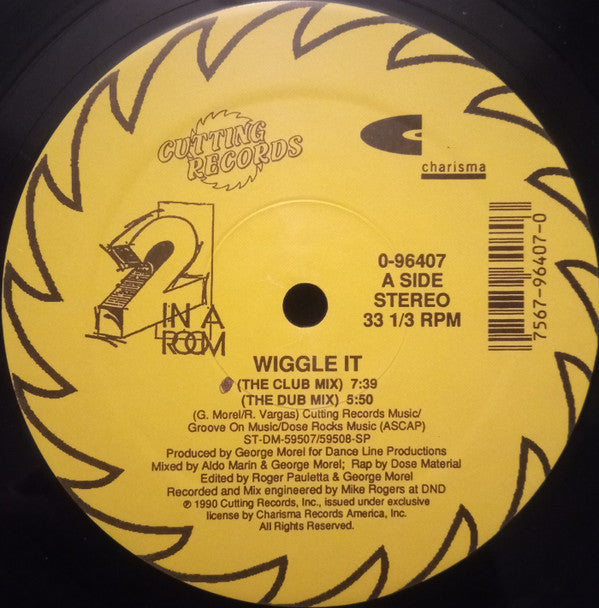 CUTTING
RECORDS
charisma
2
IN A
ROOM
0-96407
A SIDE
STEREO
33 1/3 RPM
7567-96407-0
WIGGLE IT
(THE CLUB MIX) 7:39
(THE DUB MIX) 5:50
(G. Morel/R. Vargas) Cutting Records Music/
Groove On Music/Dose Rocks Music (ASCAP)
ST-DM-59507/59508-SP
Produced by George Morel for Dance Line Productions
Mixed by Aldo Marin & George Morel; Rap by Dose Material
Edited by Roger Pauletta & George Morel
Recorded and Mix engineered by Mike Rogers at DND
℗ 1990 Cutting Records, Inc., issued under exclusive
license by Charisma Records America, Inc.
All Rights Reserved.